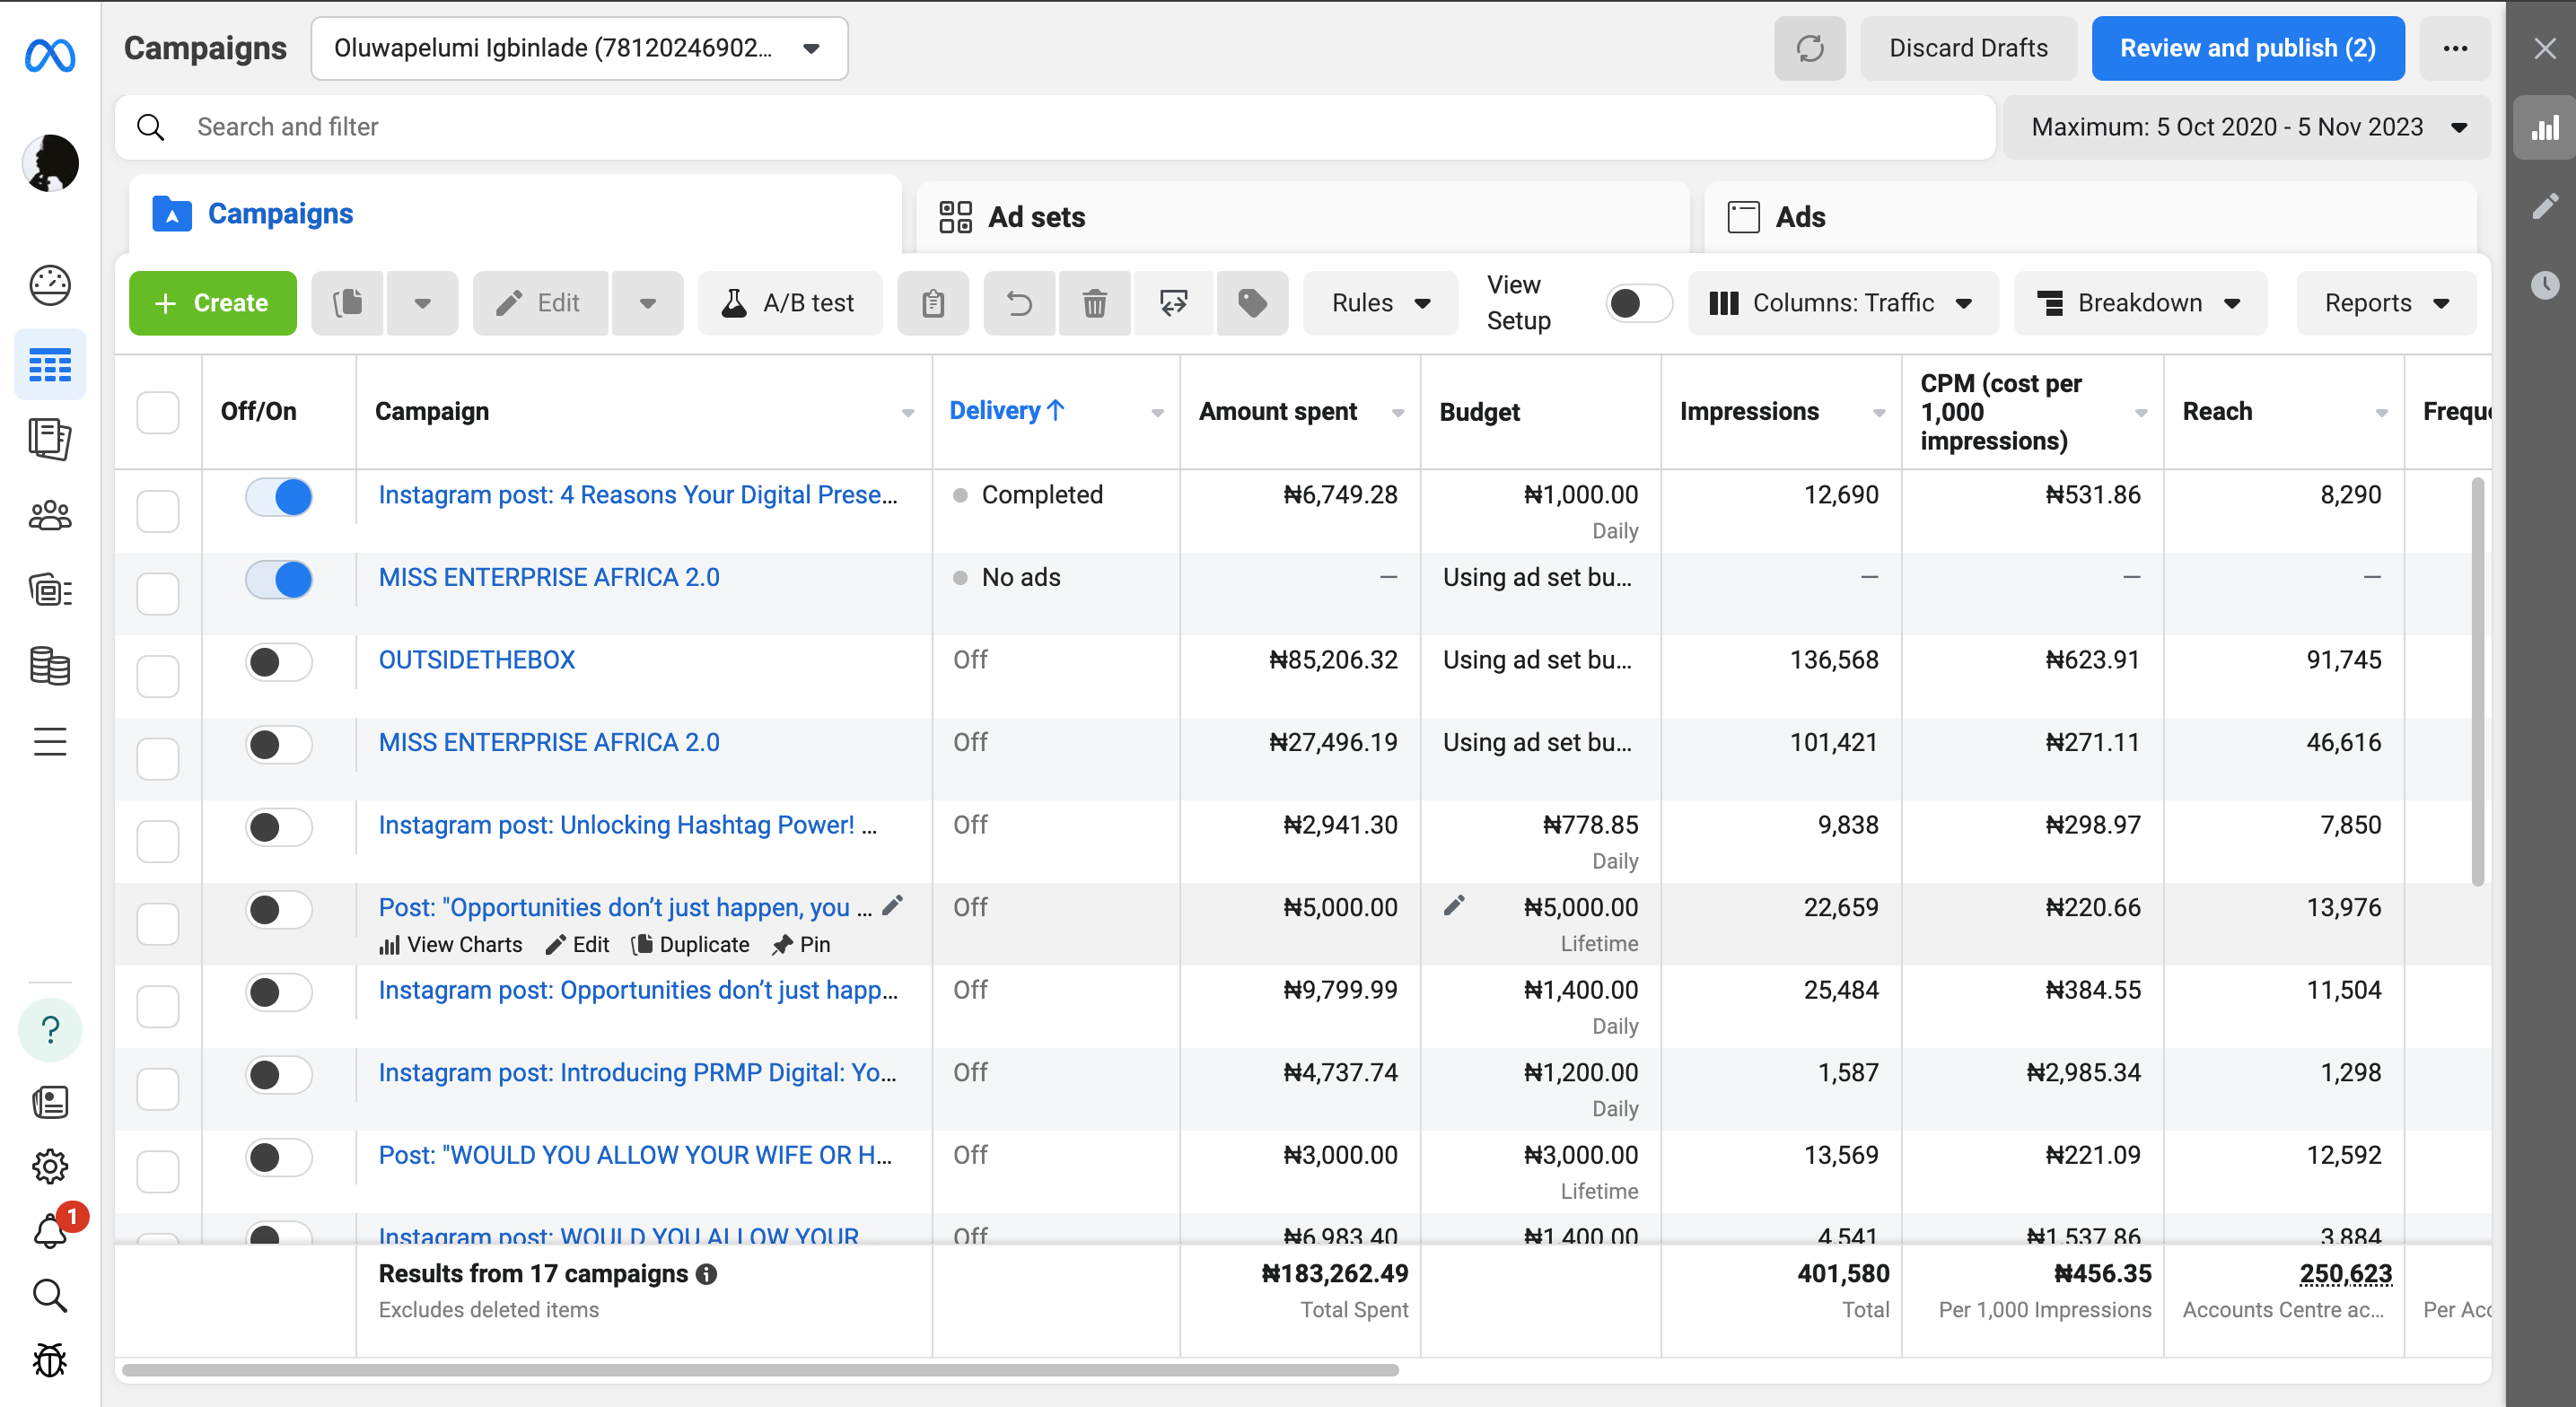 Campaigns
Oluwapelumi Igbinlade (78120246902...
Discard Drafts
Review and publish (2)
Search and filter
Maximum: 5 Oct 2020 - 5 Nov 2023
Campaigns
Ad sets
Ads
+ Create
Edit
A/B test
Rules
View
Setup
Columns: Traffic
Breakdown
Reports
Off/On
Campaign
Delivery ↑
Amount spent
Budget
Impressions
CPM (cost per
1,000
impressions)
Reach
Frequ
Instagram post: 4 Reasons Your Digital Prese... Completed ₦6,749.28 ₦1,000.00 12,690 ₦531.86 8,290
Daily
MISS ENTERPRISE AFRICA 2.0 No ads — Using ad set bu... — — —
OUTSIDETHEBOX Off ₦85,206.32 Using ad set bu... 136,568 ₦623.91 91,745
MISS ENTERPRISE AFRICA 2.0 Off ₦27,496.19 Using ad set bu... 101,421 ₦271.11 46,616
Instagram post: Unlocking Hashtag Power! ... Off ₦2,941.30 ₦778.85 9,838 ₦298.97 7,850
Daily
Post: "Opportunities don’t just happen, you ... Off ₦5,000.00 ₦5,000.00 22,659 ₦220.66 13,976
View Charts Edit Duplicate Pin Lifetime
Instagram post: Opportunities don’t just happ... Off ₦9,799.99 ₦1,400.00 25,484 ₦384.55 11,504
Daily
Instagram post: Introducing PRMP Digital: Yo... Off ₦4,737.74 ₦1,200.00 1,587 ₦2,985.34 1,298
Daily
Post: "WOULD YOU ALLOW YOUR WIFE OR H... Off ₦3,000.00 ₦3,000.00 13,569 ₦221.09 12,592
Lifetime
Instagram post: WOULD YOU ALLOW YOUR Off ₦6,983.40 ₦1,400.00 4,541 ₦1,537.86 3,884
Results from 17 campaigns ₦183,262.49 401,580 ₦456.35 250,623
Excludes deleted items Total Spent Total Per 1,000 Impressions Accounts Centre ac... Per Acc
?
1